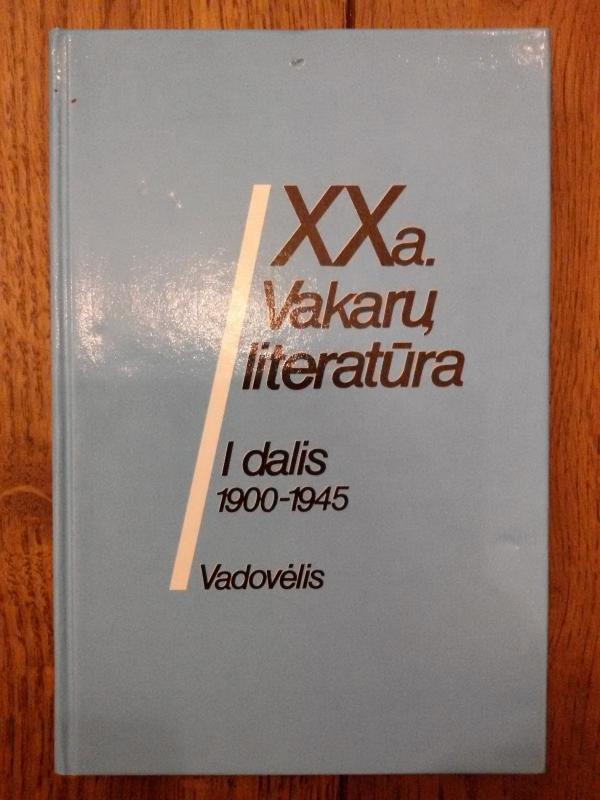 XXa.
Vakarų
literatūra
I dalis
1900-1945
Vadovėlis